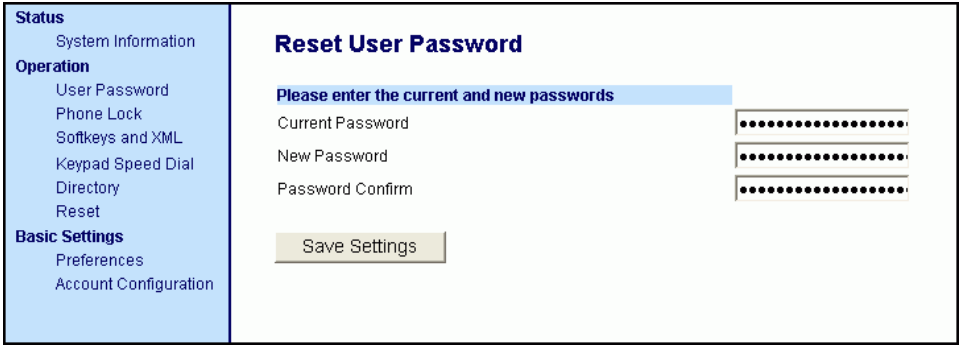 Status
System Information
Operation
User Password
Phone Lock
Softkeys and XML
Keypad Speed Dial
Directory
Reset
Basic Settings
Preferences
Account Configuration
Reset User Password
Please enter the current and new passwords
Current Password
New Password
Password Confirm
Save Settings